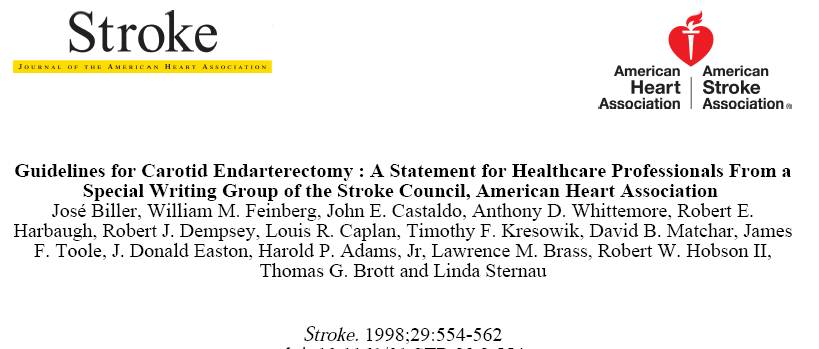 Stroke
JOURNAL OF THE AMERICAN HEART ASSOCIATION
American Heart Association
American Stroke Association®
Guidelines for Carotid Endarterectomy : A Statement for Healthcare Professionals From a
Special Writing Group of the Stroke Council, American Heart Association
José Biller, William M. Feinberg, John E. Castaldo, Anthony D. Whittemore, Robert E.
Harbaugh, Robert J. Dempsey, Louis R. Caplan, Timothy F. Kresowik, David B. Matchar, James
F. Toole, J. Donald Easton, Harold P. Adams, Jr, Lawrence M. Brass, Robert W. Hobson II,
Thomas G. Brott and Linda Sternau
Stroke. 1998;29:554-562